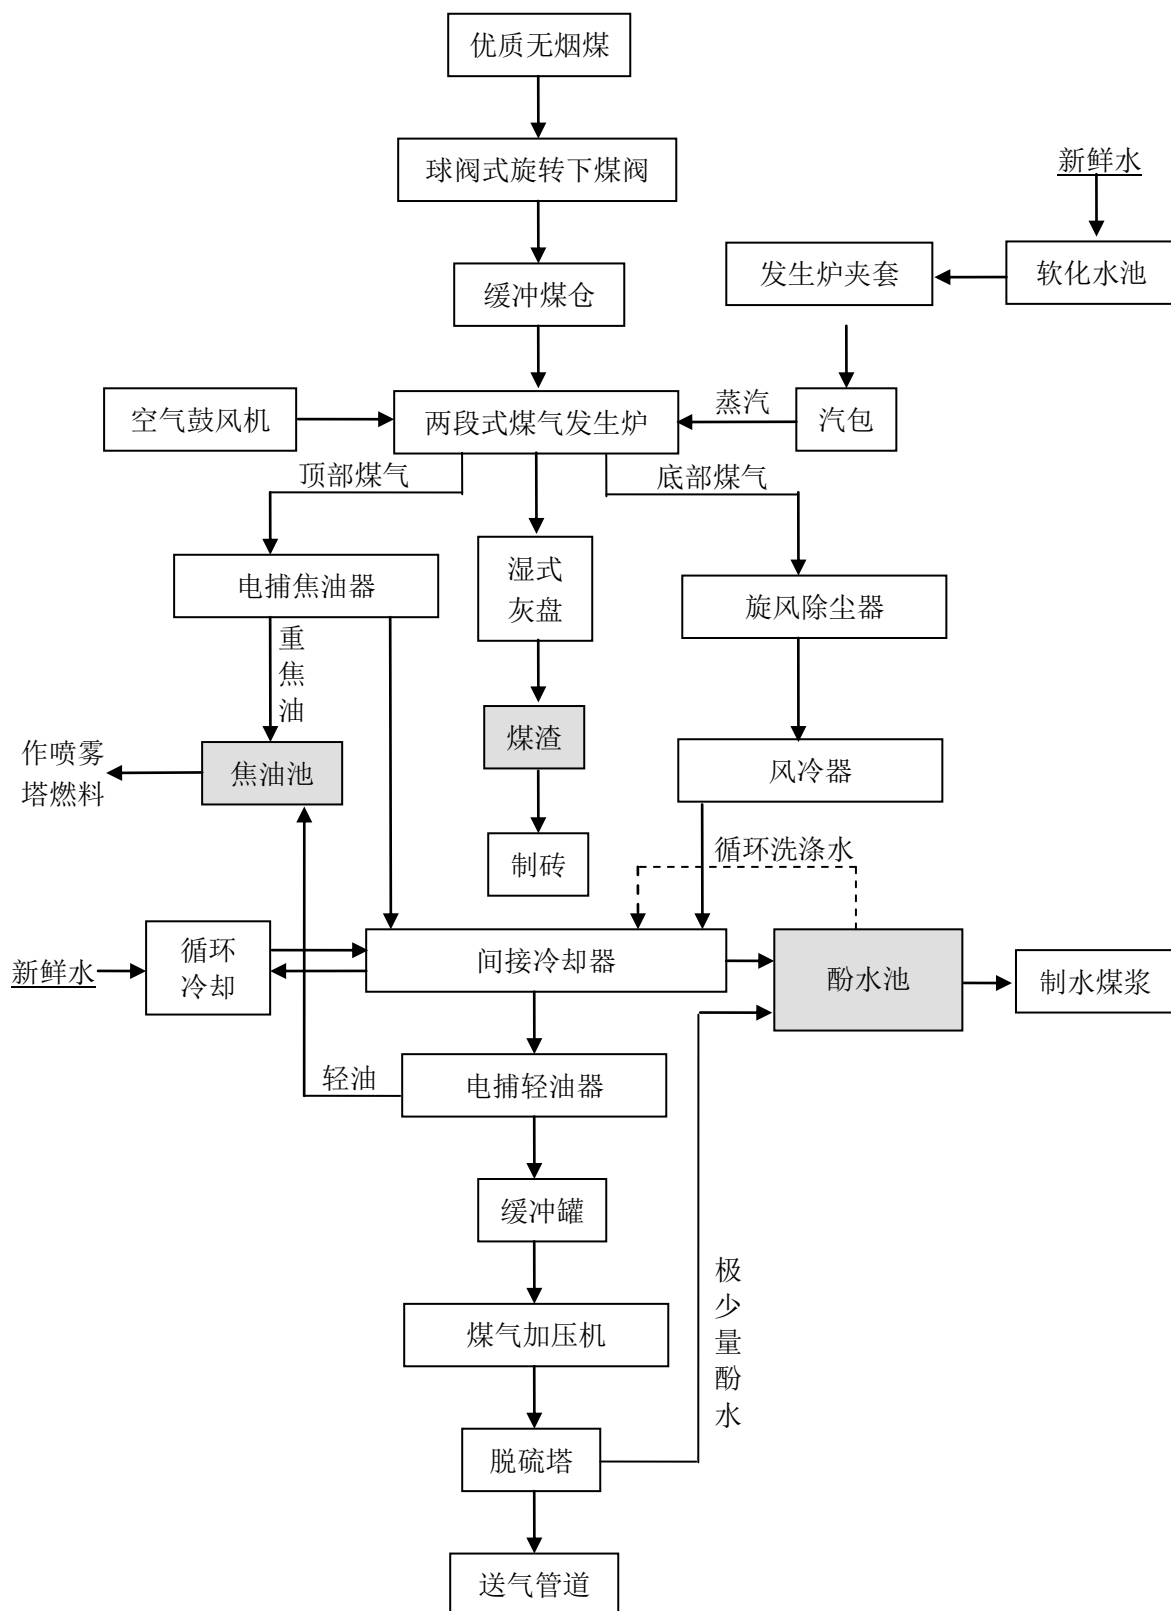 优质无烟煤
球阀式旋转下煤阀
新鲜水
缓冲煤仓
发生炉夹套
软化水池
空气鼓风机
两段式煤气发生炉
蒸汽
汽包
顶部煤气
底部煤气
电捕焦油器
湿式
灰盘
旋风除尘器
重
焦
油
作喷雾
塔燃料
焦油池
煤渣
风冷器
制砖
循环洗涤水
新鲜水
循环
冷却
间接冷却器
酚水池
制水煤浆
轻油
电捕轻油器
缓冲罐
极
少
量
酚
水
煤气加压机
脱硫塔
送气管道